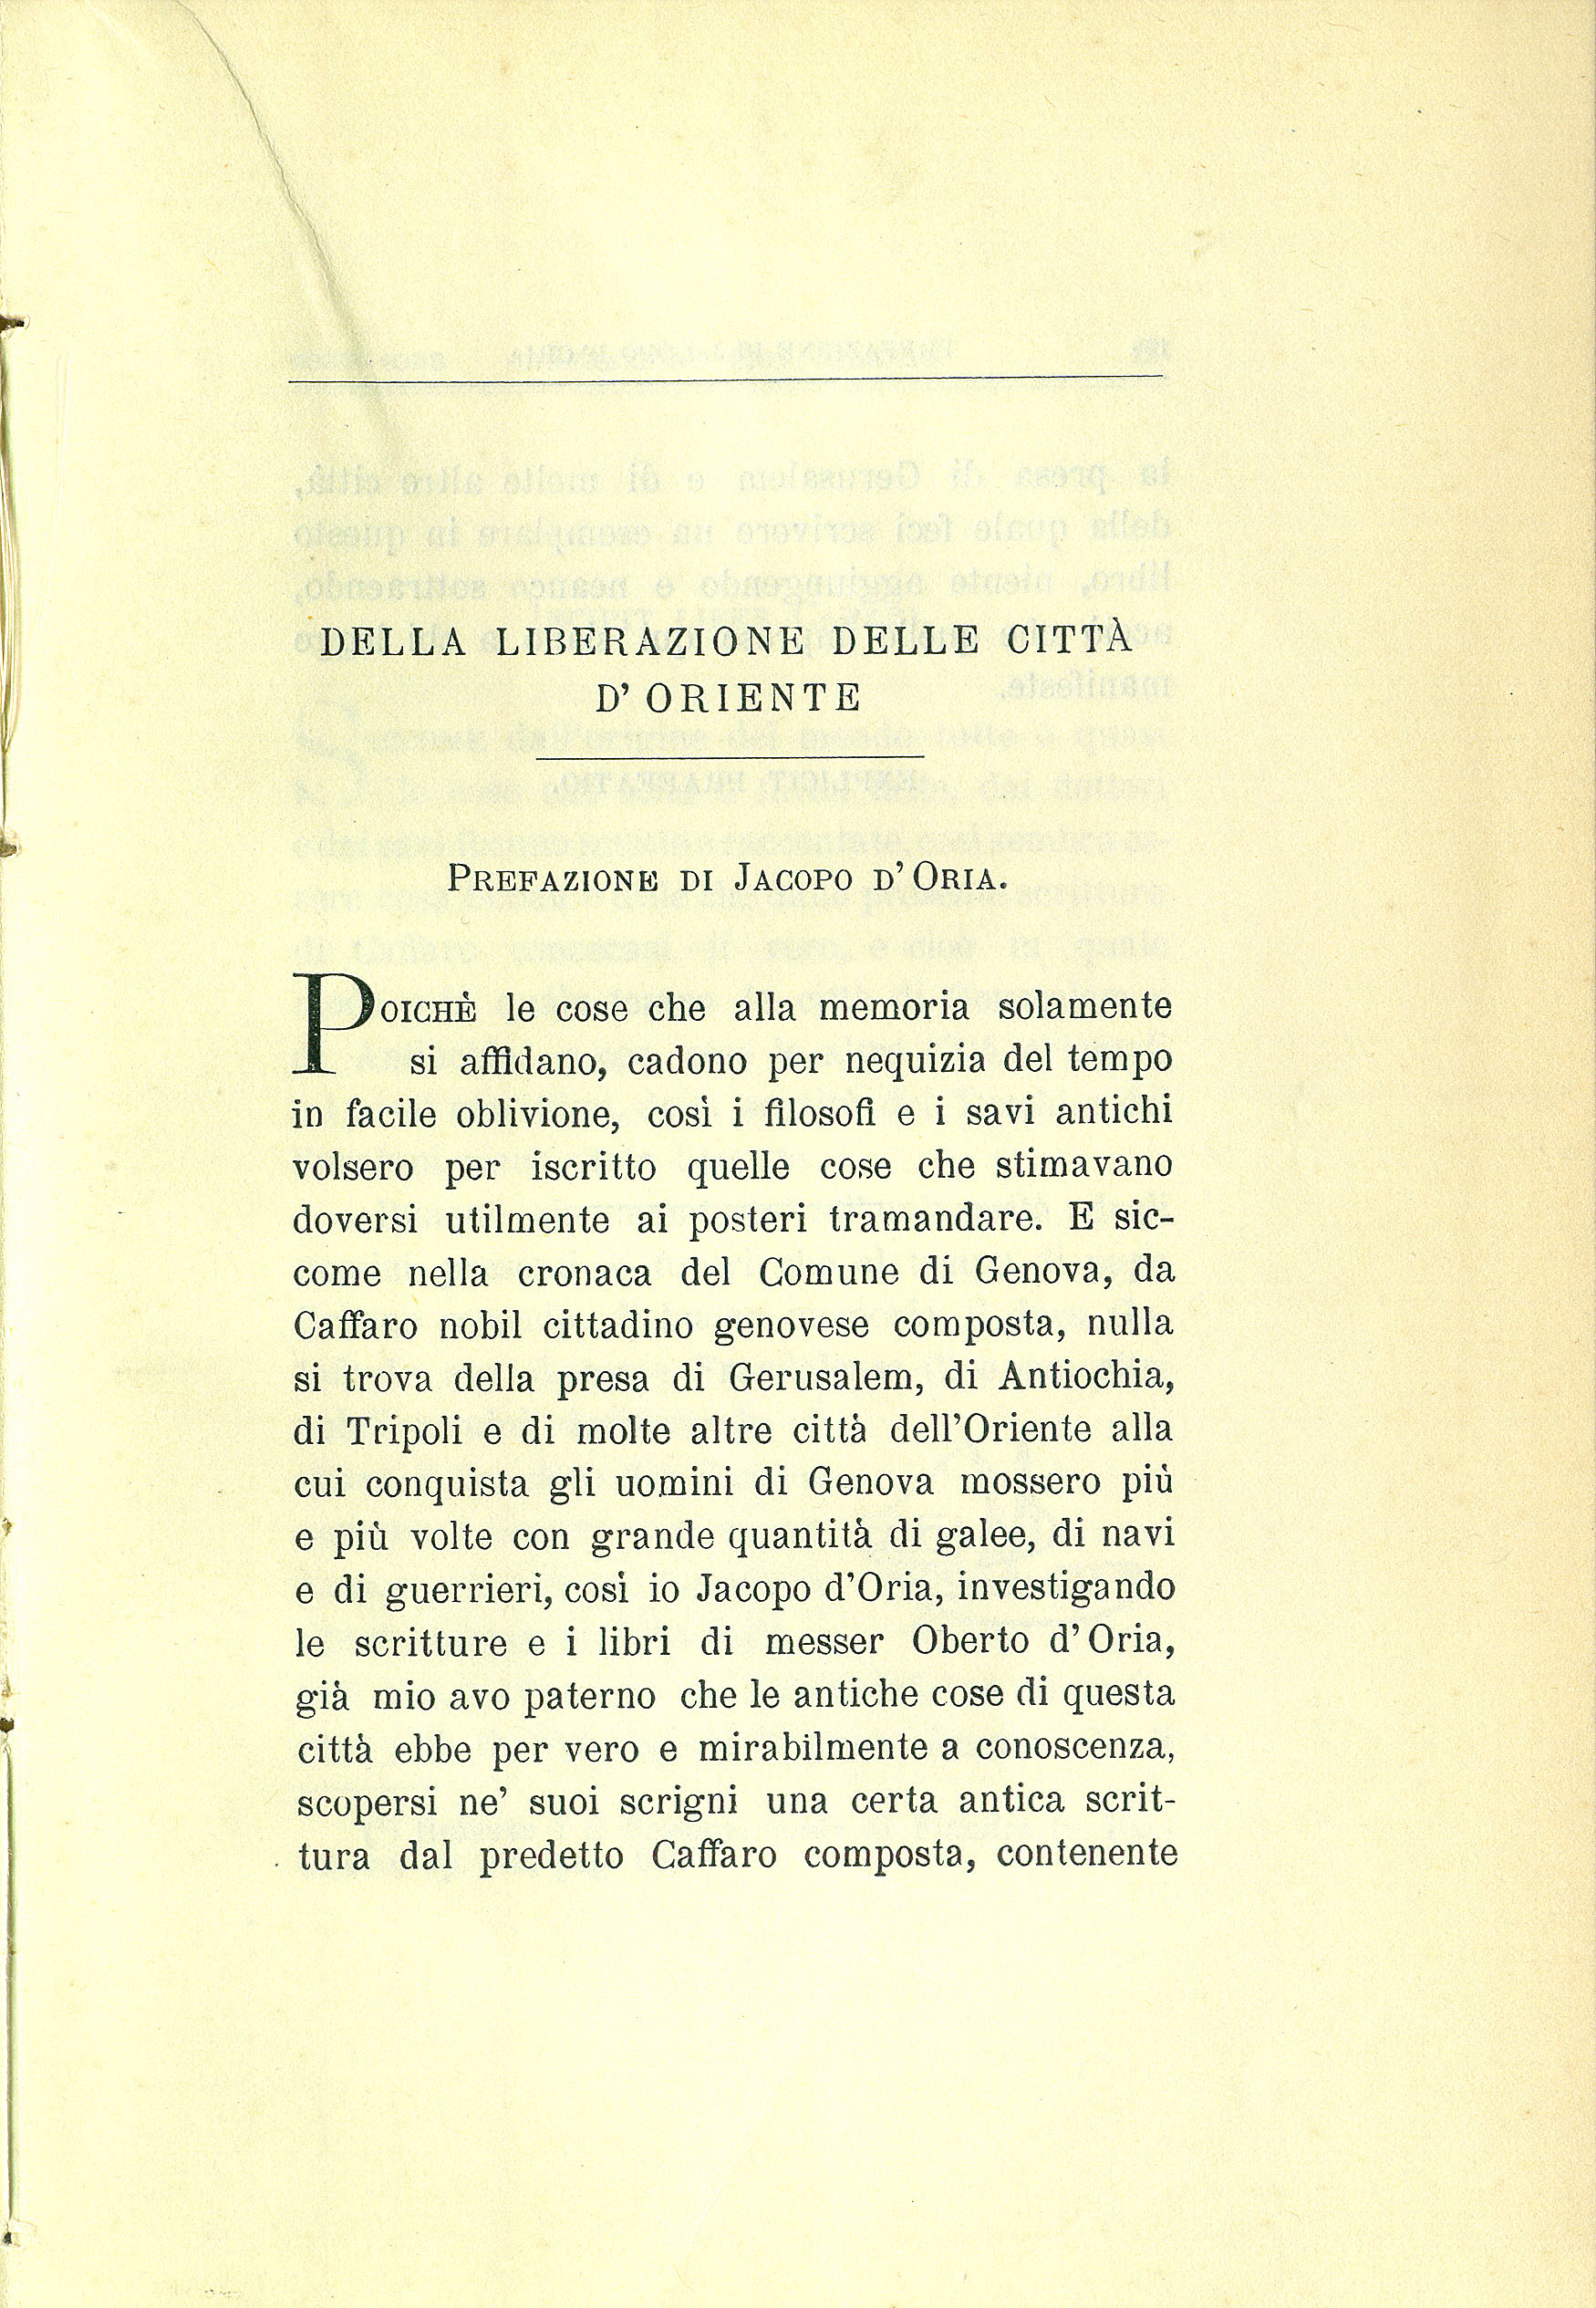 DELLA LIBERAZIONE DELLE CITTÀ
D' ORIENTE
PREFAZIONE DI JACOPO D' ORIA.
POICHÈ le cose che alla memoria solamente
si affidano, cadono per nequizia del tempo
in facile oblivione, così i filosofi e i savi antichi
volsero per iscritto quelle cose che stimavano
doversi utilmente ai posteri tramandare. E sic-
come nella cronaca del Comune di Genova, da
Caffaro nobil cittadino genovese composta, nulla
si trova della presa di Gerusalem, di Antiochia,
di Tripoli e di molte altre città dell'Oriente alla
cui conquista gli uomini di Genova mossero più
e più volte con grande quantità di galee, di navi
e di guerrieri, così io Jacopo d'Oria, investigando
le scritture e i libri di messer Oberto d' Oria,
già mio avo paterno che le antiche cose di questa
città ebbe per vero e mirabilmente a conoscenza,
scopersi ne' suoi scrigni una certa antica scrit-
tura dal predetto Caffaro composta, contenente